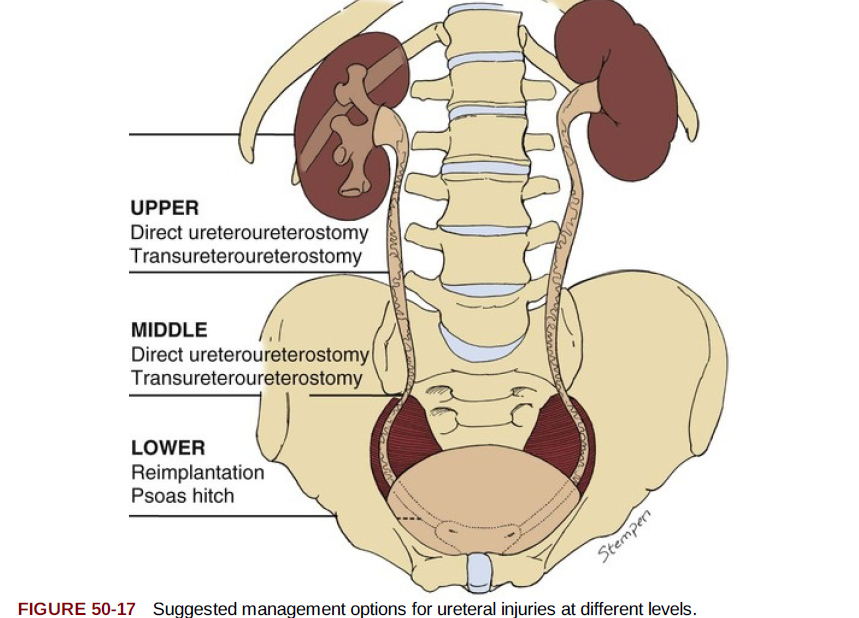 UPPER
Direct ureteroureterostomy
Transureteroureterostomy
MIDDLE
Direct ureteroureterostomy
Transureteroureterostomy
LOWER
Reimplantation
Psoas hitch
Stempen
FIGURE 50-17 Suggested management options for ureteral injuries at different levels.